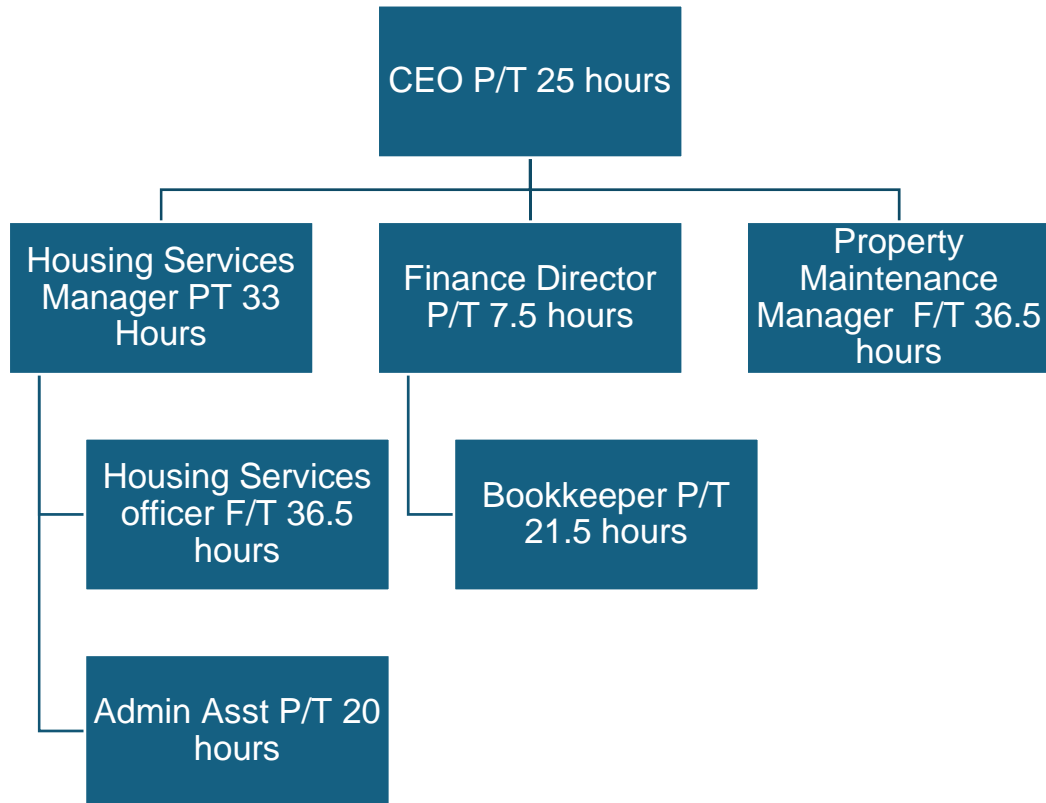 CEO P/T 25 hours
Housing Services
Manager PT 33
Hours
Finance Director
P/T 7.5 hours
Property
Maintenance
Manager  F/T 36.5
hours
Housing Services
officer F/T 36.5
hours
Bookkeeper P/T
21.5 hours
Admin Asst P/T 20
hours